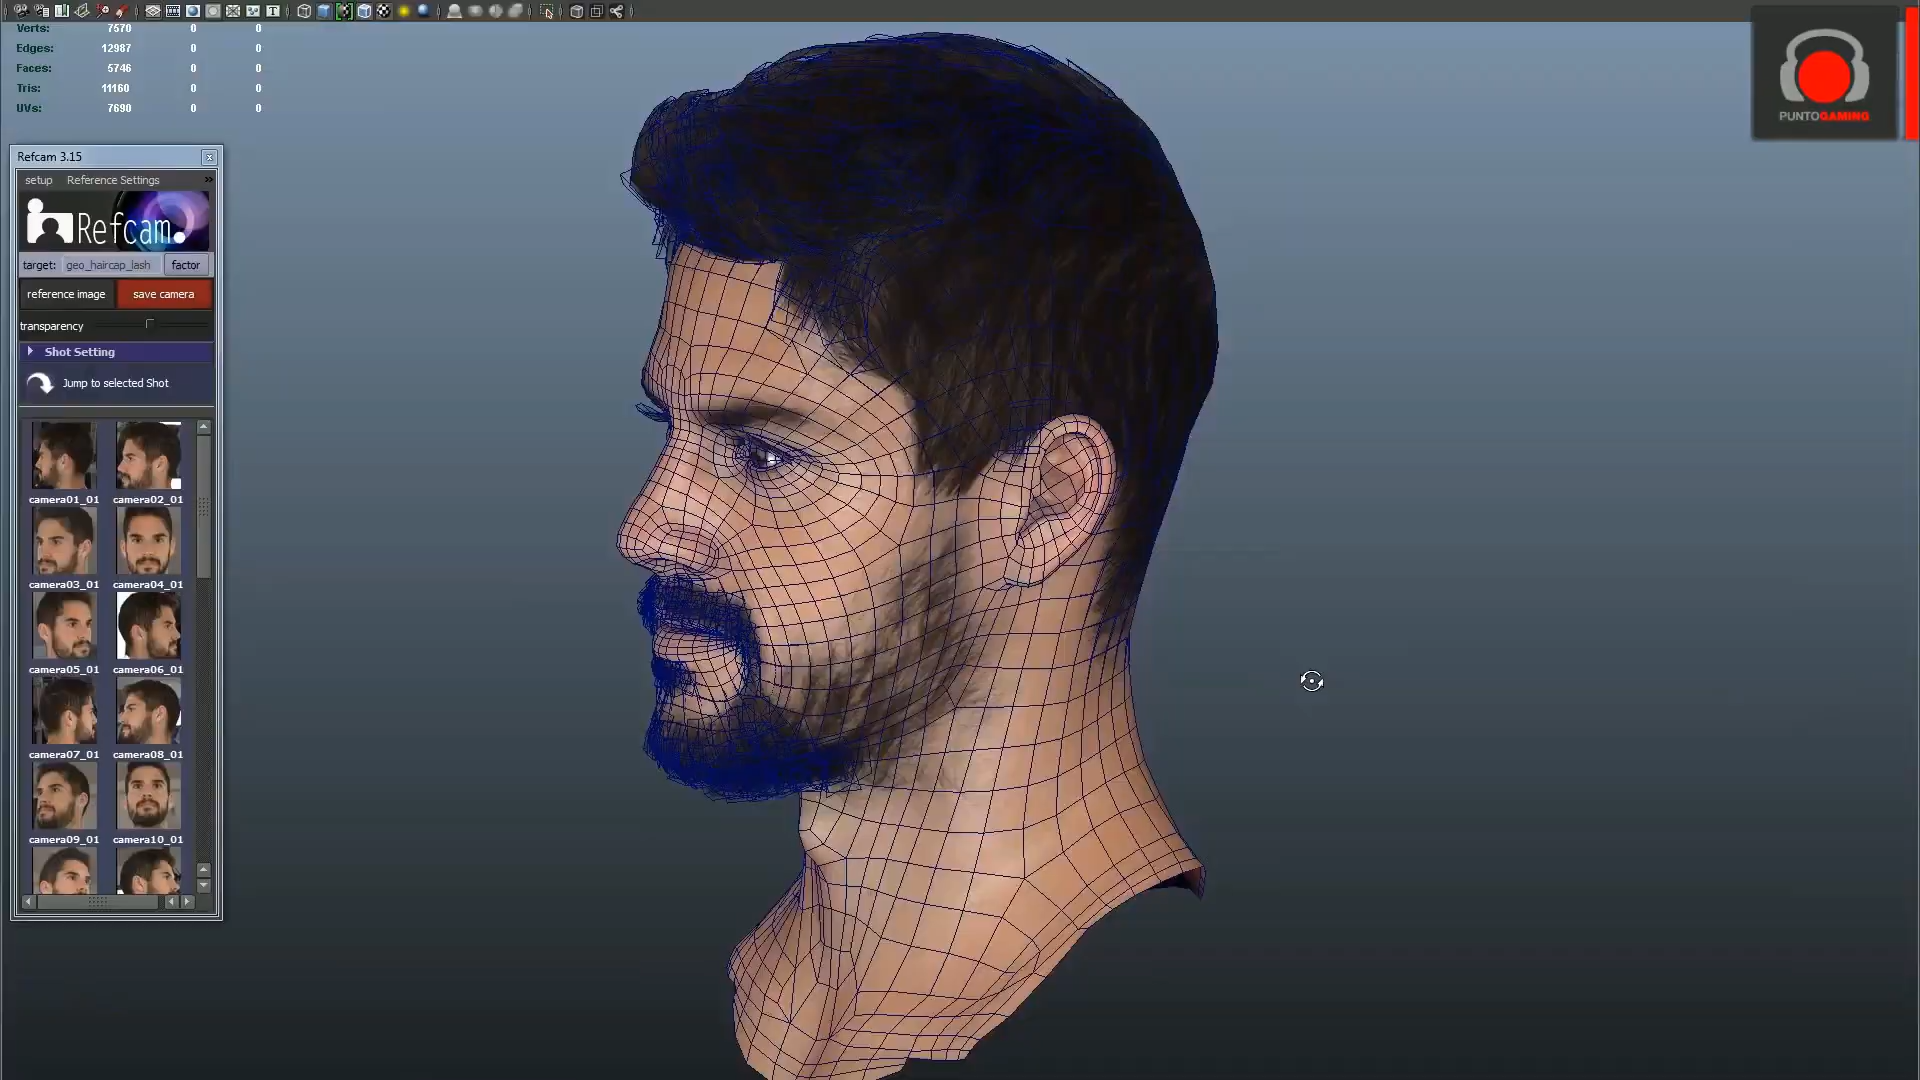 Verts: 7570 0 0
Edges: 12987 0 0
Faces: 5746 0 0
Tris: 11160 0 0
UVs: 7690 0 0
PUNTOGAMING
Refcam 3.15
setup Reference Settings »
Refcam.
target: geo_haircap_lash factor
reference image save camera
transparency
Shot Setting
Jump to selected Shot
camera01_01 camera02_01
camera03_01 camera04_01
camera05_01 camera06_01
camera07_01 camera08_01
camera09_01 camera10_01